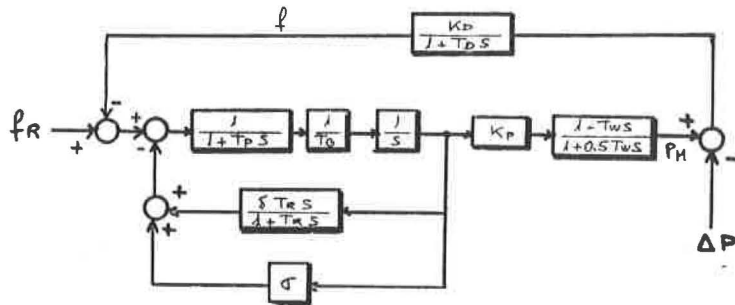 f
KD
1 + TD S
fR
+
-
+
-
1
1 + TP S
1
TG
1
S
KP
1 - TW S
1 + 0.5 TW S
PM
+
-
δ TR S
1 + TR S
+
+
σ
ΔP